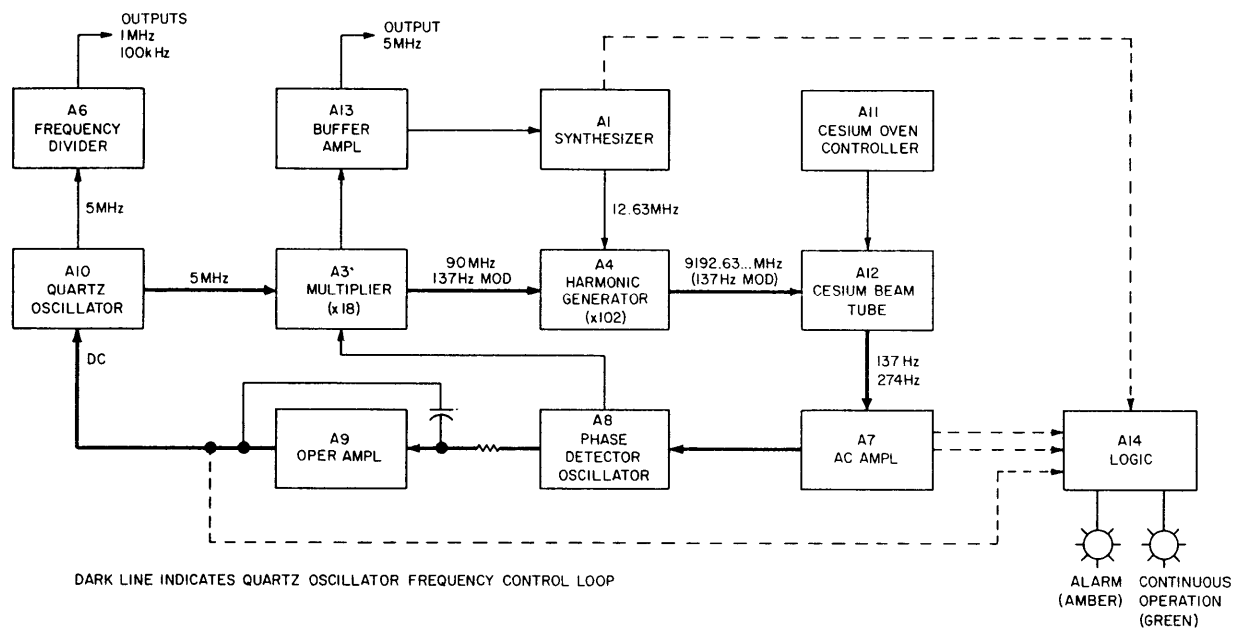 OUTPUTS
1MHz
100kHz
OUTPUT
5MHz
A6
FREQUENCY
DIVIDER
A13
BUFFER
AMPL
A1
SYNTHESIZER
A11
CESIUM OVEN
CONTROLLER
5MHz
12.63MHz
A10
QUARTZ
OSCILLATOR
5MHz
A3
MULTIPLIER
(x18)
90MHz
137Hz MOD
A4
HARMONIC
GENERATOR
(x102)
9192.63...MHz
(137Hz MOD)
A12
CESIUM BEAM
TUBE
DC
137Hz
274Hz
A9
OPER AMPL
A8
PHASE
DETECTOR
OSCILLATOR
A7
AC AMPL
A14
LOGIC
DARK LINE INDICATES QUARTZ OSCILLATOR FREQUENCY CONTROL LOOP
ALARM
(AMBER)
CONTINUOUS
OPERATION
(GREEN)